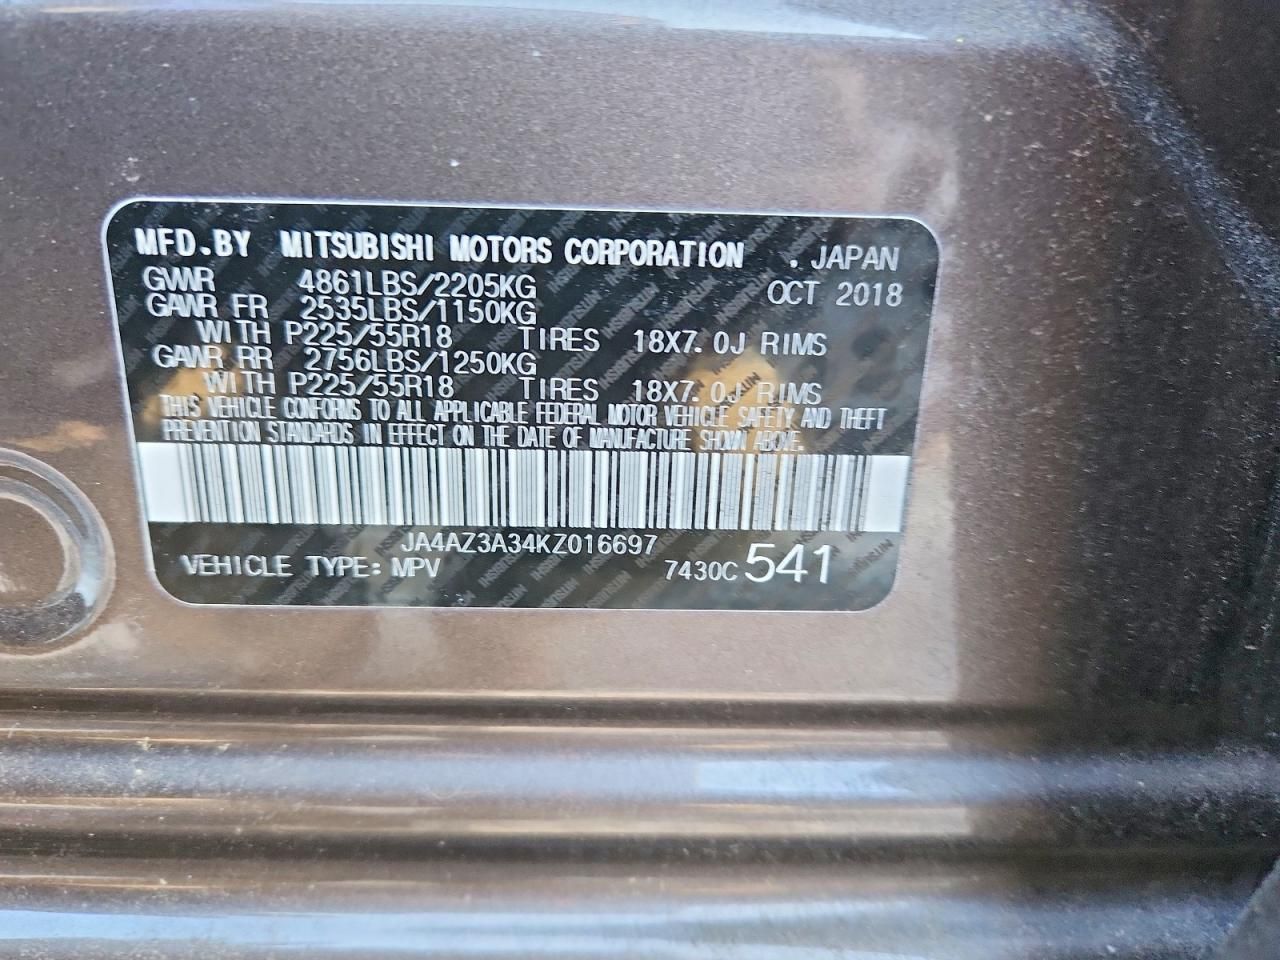 MFD.BY MITSUBISHI MOTORS CORPORATION . JAPAN
GVWR 4861LBS/2205KG OCT 2018
GAWR FR 2535LBS/1150KG
WITH P225/55R18 TIRES 18X7.0J RIMS
GAWR RR 2756LBS/1250KG
WITH P225/55R18 TIRES 18X7.0J RIMS
THIS VEHICLE CONFORMS TO ALL APPLICABLE FEDERAL MOTOR VEHICLE SAFETY AND THEFT
PREVENTION STANDARDS IN EFFECT ON THE DATE OF MANUFACTURE SHOWN ABOVE.
JA4AZ3A34KZ016697
VEHICLE TYPE: MPV 7430C 541